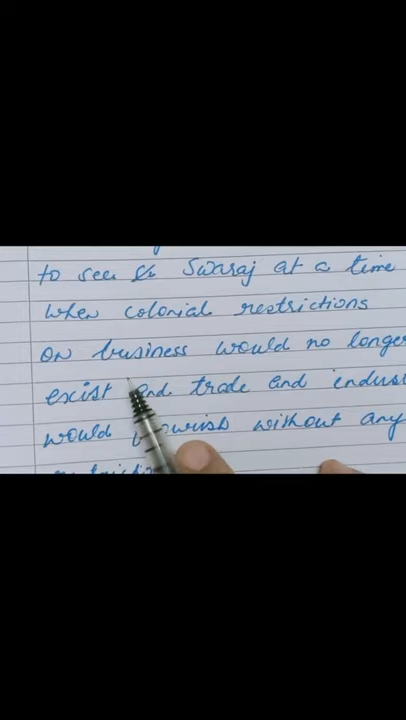 to see Swaraj at a time
when colonial restrictions
on business would no longer
exist and trade and indust
would without any